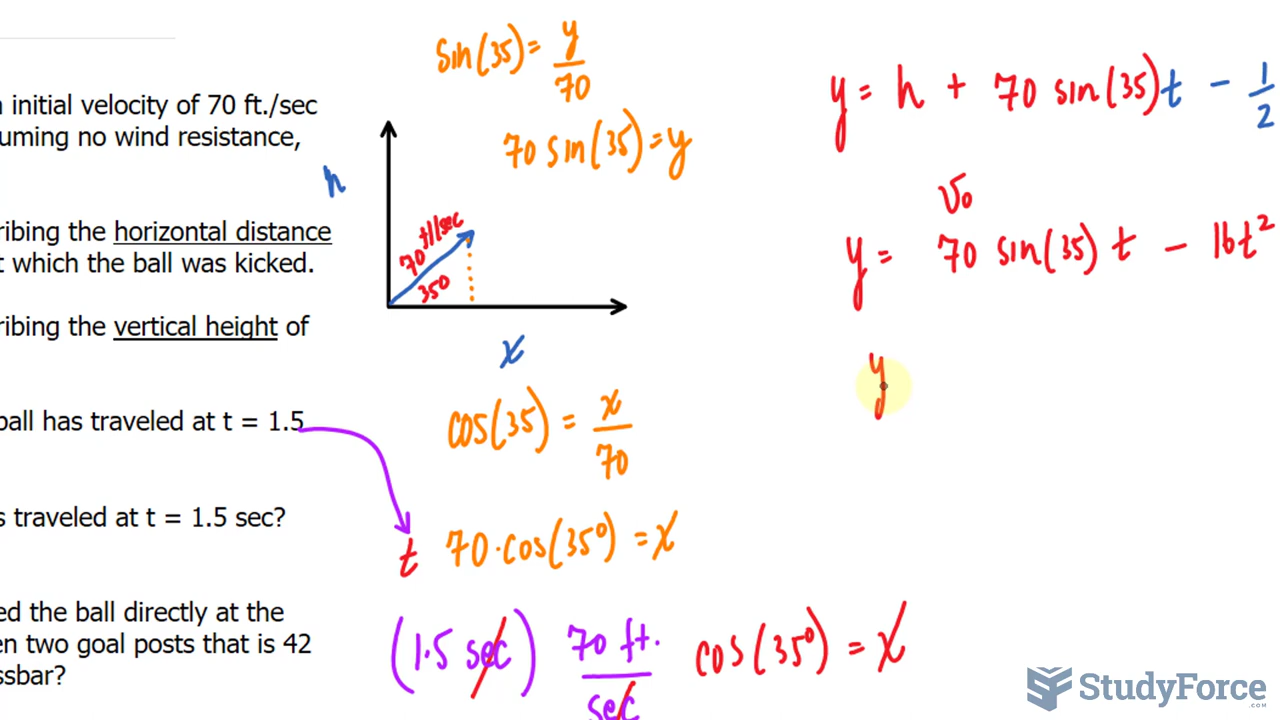 n initial velocity of 70 ft./sec
uming no wind resistance,
ribing the horizontal distance
t which the ball was kicked.
ribing the vertical height of
ball has traveled at t = 1.5
s traveled at t = 1.5 sec?
ed the ball directly at the
en two goal posts that is 42
ssbar?
sin(35) = y/70
70 sin(35) = y
h
70 ft/sec
35°
x
cos(35) = x/70
t 70·cos(35°) = x
(1.5 sec) 70 ft./sec cos(35°) = x
y = h + 70 sin(35)t - 1/2
v₀
y = 70 sin(35) t - 16t²
y
StudyForce
.com